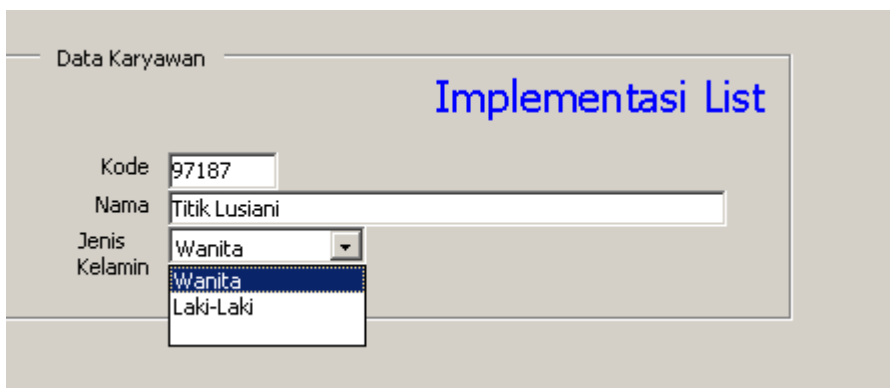 Data Karyawan
Implementasi List
Kode 97187
Nama Titik Lusiani
Jenis Kelamin Wanita
Wanita
Laki-Laki